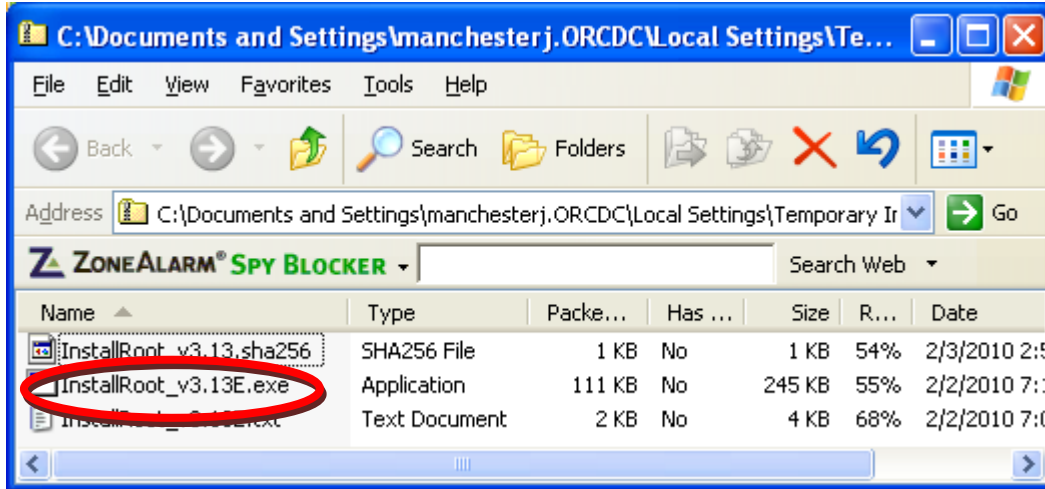 C:\Documents and Settings\manchesterj.ORCDC\Local Settings\Te...
File Edit View Favorites Tools Help
Back Search Folders
Address C:\Documents and Settings\manchesterj.ORCDC\Local Settings\Temporary Ir Go
ZONEALARM® SPY BLOCKER Search Web
Name Type Packe... Has ... Size R... Date
InstallRoot_v3.13.sha256 SHA256 File 1 KB No 1 KB 54% 2/3/2010 2:5
InstallRoot_v3.13E.exe Application 111 KB No 245 KB 55% 2/2/2010 7:1
Text Document 2 KB No 4 KB 68% 2/2/2010 7:0